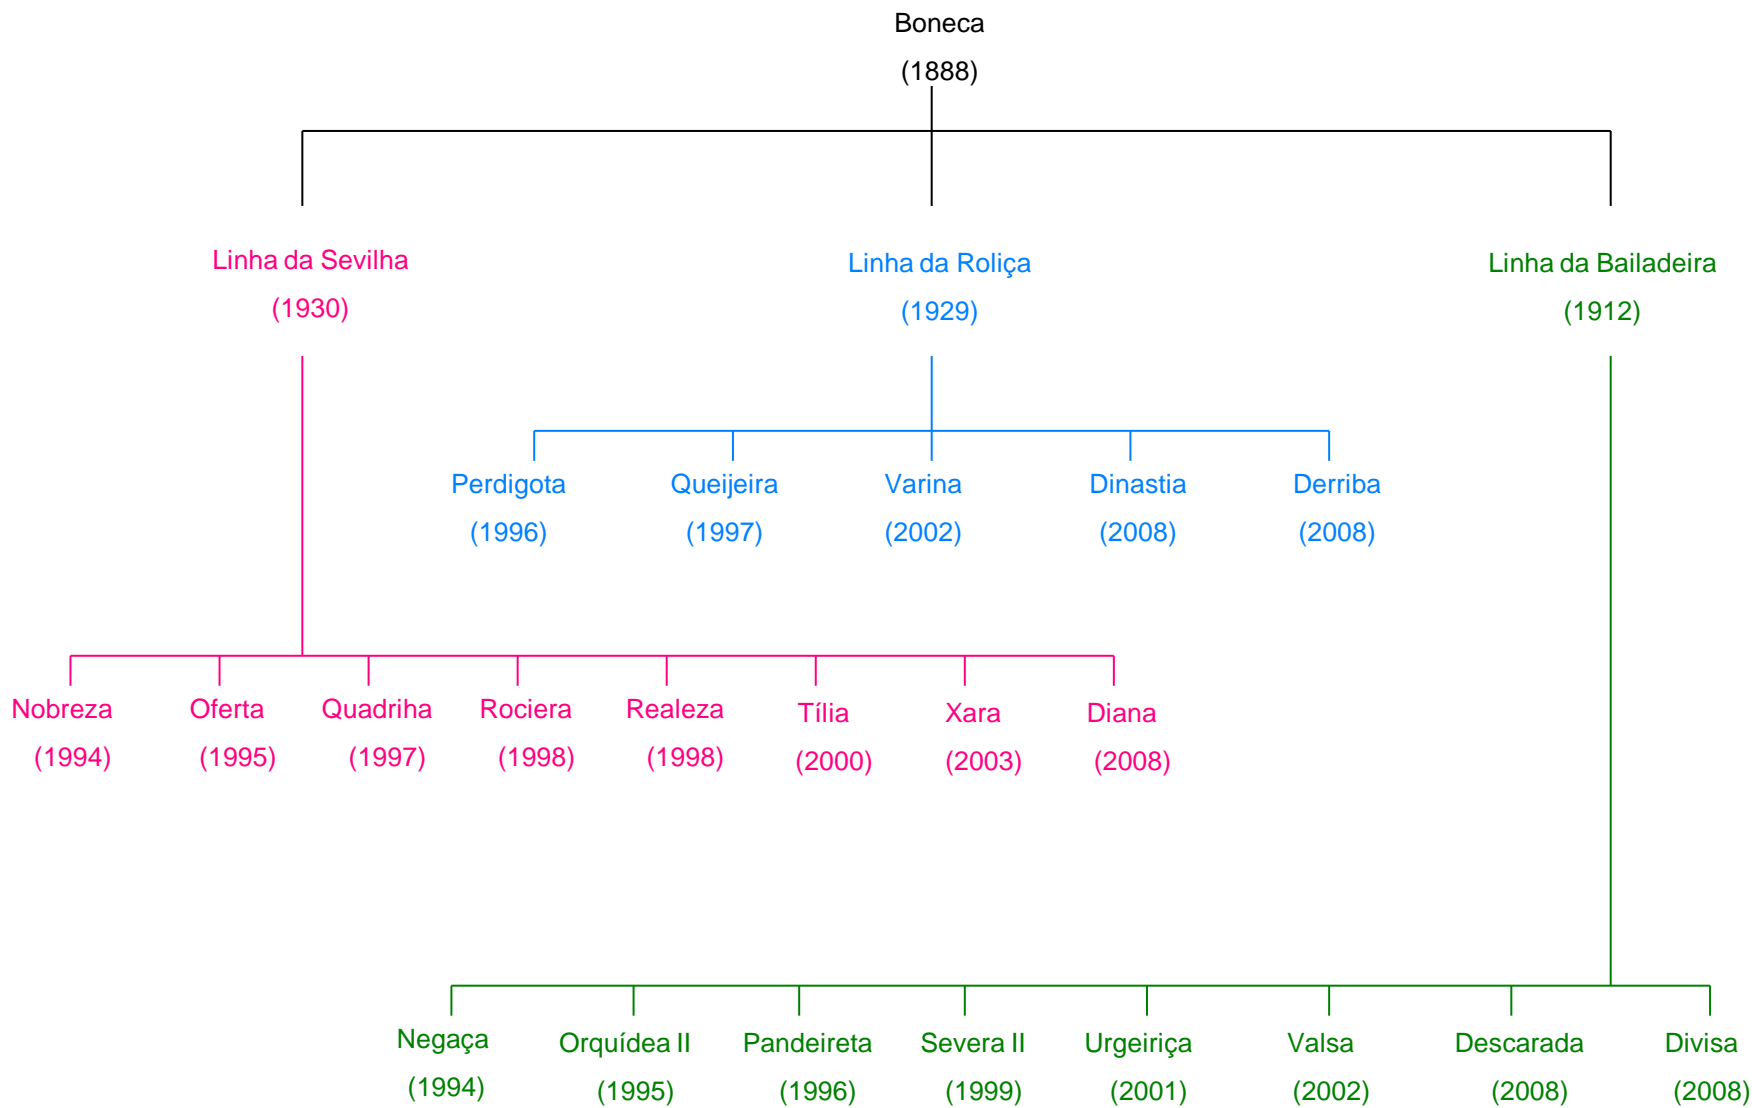 Boneca
(1888)
Linha da Sevilha
(1930)
Linha da Roliça
(1929)
Linha da Bailadeira
(1912)
Perdigota
(1996)
Queijeira
(1997)
Varina
(2002)
Dinastia
(2008)
Derriba
(2008)
Nobreza
(1994)
Oferta
(1995)
Quadriha
(1997)
Rociera
(1998)
Realeza
(1998)
Tília
(2000)
Xara
(2003)
Diana
(2008)
Negaça
(1994)
Orquídea II
(1995)
Pandeireta
(1996)
Severa II
(1999)
Urgeiriça
(2001)
Valsa
(2002)
Descarada
(2008)
Divisa
(2008)